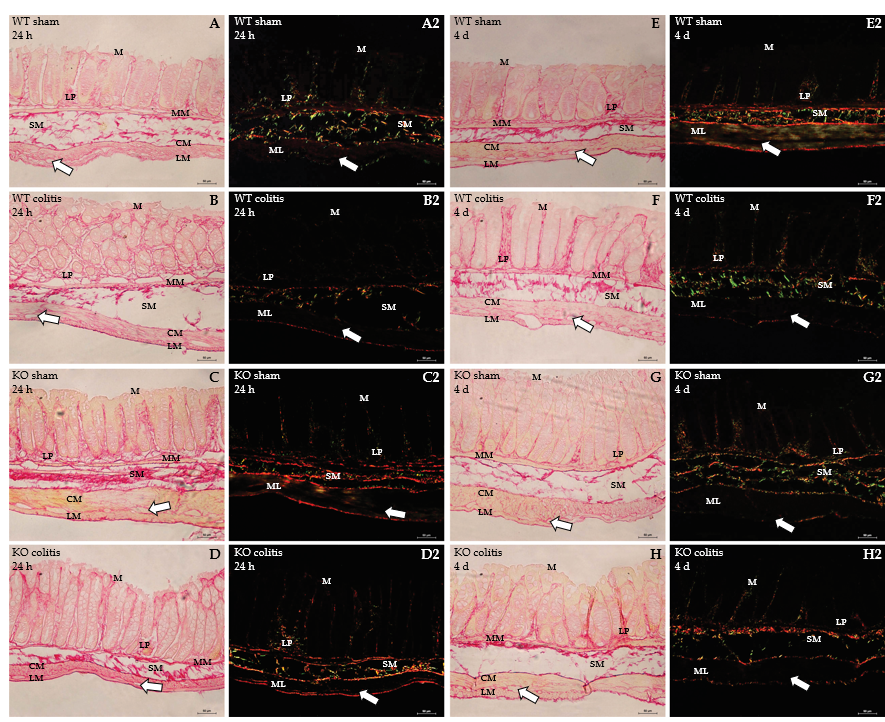 WT sham
A
24 h
M
LP
MM
SM
CM
LM
WT sham
A2
24 h
M
LP
SM
ML
WT sham
E
4 d
M
LP
MM
SM
CM
LM
WT sham
E2
4 d
M
LP
SM
ML
WT colitis
B
24 h
M
LP
MM
SM
CM
LM
WT colitis
B2
24 h
M
LP
SM
ML
WT colitis
F
4 d
M
LP
MM
SM
CM
LM
WT colitis
F2
4 d
M
LP
SM
ML
KO sham
C
24 h
M
LP
MM
SM
CM
LM
KO sham
C2
24 h
M
LP
SM
ML
KO sham
G
4 d
M
MM
LP
SM
CM
LM
KO sham
G2
4 d
M
LP
SM
ML
KO colitis
D
24 h
M
LP
MM
SM
CM
LM
KO colitis
D2
24 h
M
LP
SM
ML
KO colitis
H
4 d
M
LP
MM
SM
CM
LM
KO colitis
H2
4 d
M
LP
SM
ML